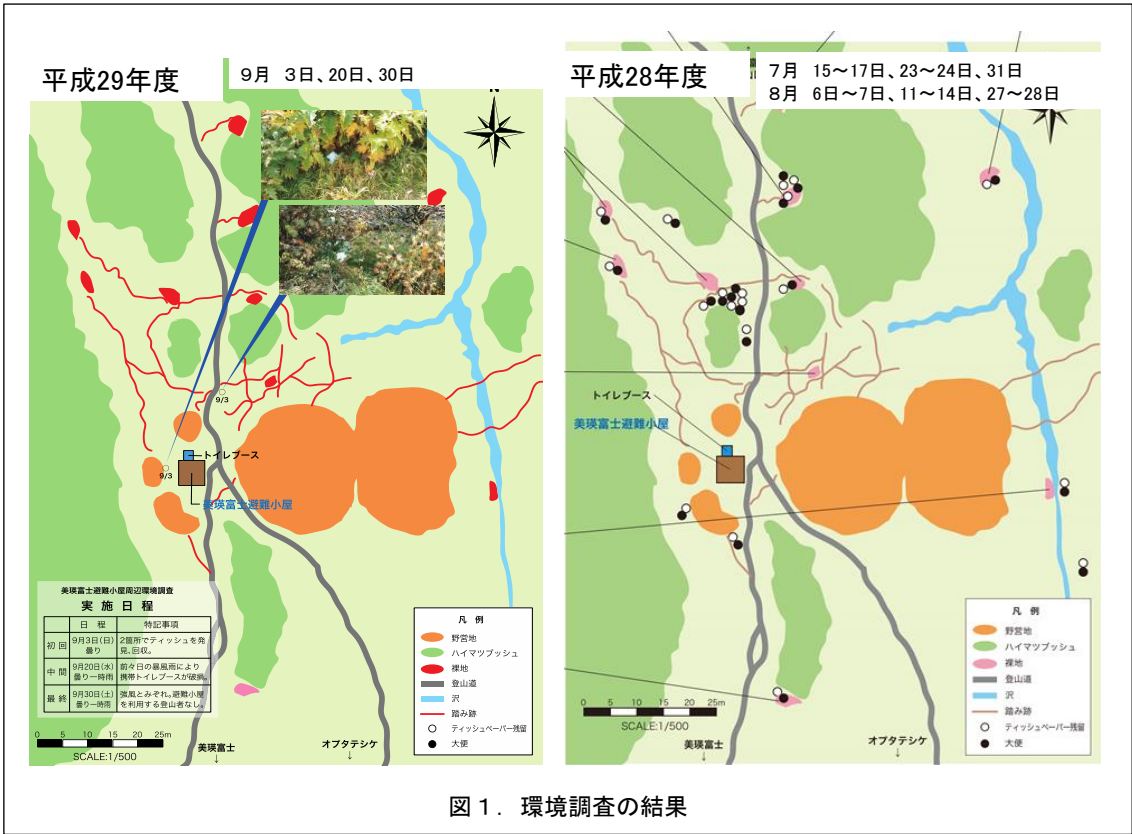 平成29年度
9月 3日、20日、30日
N
9/3
9/3
トイレブース
美瑛富士避難小屋
美瑛富士避難小屋周辺環境調査
実施日程
日程 特記事項
初回 9月3日(日) 曇り 2箇所でティッシュを発見、回収。
中間 9月20日(水) 曇り一時雨 前々日の暴風雨により携帯トイレブースが破損。
最終 9月30日(土) 曇り一時雨 強風とみぞれ。避難小屋を利用する登山者なし。
0 5 10 15 20 25m
SCALE:1/500
美瑛富士
↓
オプタテシケ
↓
凡例
野営地
ハイマツブッシュ
裸地
登山道
沢
踏み跡
ティッシュペーパー残留
大便
平成28年度
7月 15～17日、23～24日、31日
8月 6日～7日、11～14日、27～28日
トイレブース
美瑛富士避難小屋
0 5 10 15 20 25m
SCALE:1/500
美瑛富士
↓
オプタテシケ
↓
凡例
野営地
ハイマツブッシュ
裸地
登山道
沢
踏み跡
ティッシュペーパー残留
大便
図1. 環境調査の結果